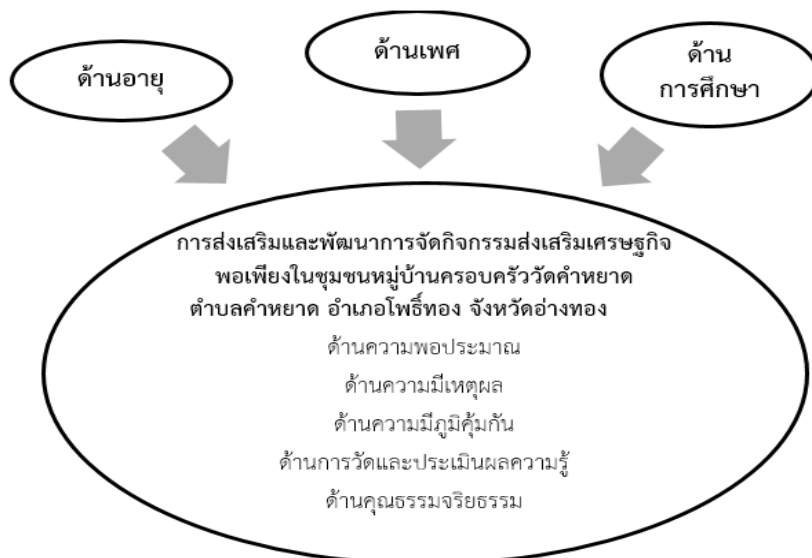 ด้านอายุ
ด้านเพศ
ด้าน
การศึกษา
การส่งเสริมและพัฒนาการจัดกิจกรรมส่งเสริมเศรษฐกิจ
พอเพียงในชุมชนหมู่บ้านครอบครัววัดคำหยาด
ตำบลคำหยาด อำเภอโพธิ์ทอง จังหวัดอ่างทอง
ด้านความพอประมาณ
ด้านความมีเหตุผล
ด้านความมีภูมิคุ้มกัน
ด้านการวัดและประเมินผลความรู้
ด้านคุณธรรมจริยธรรม